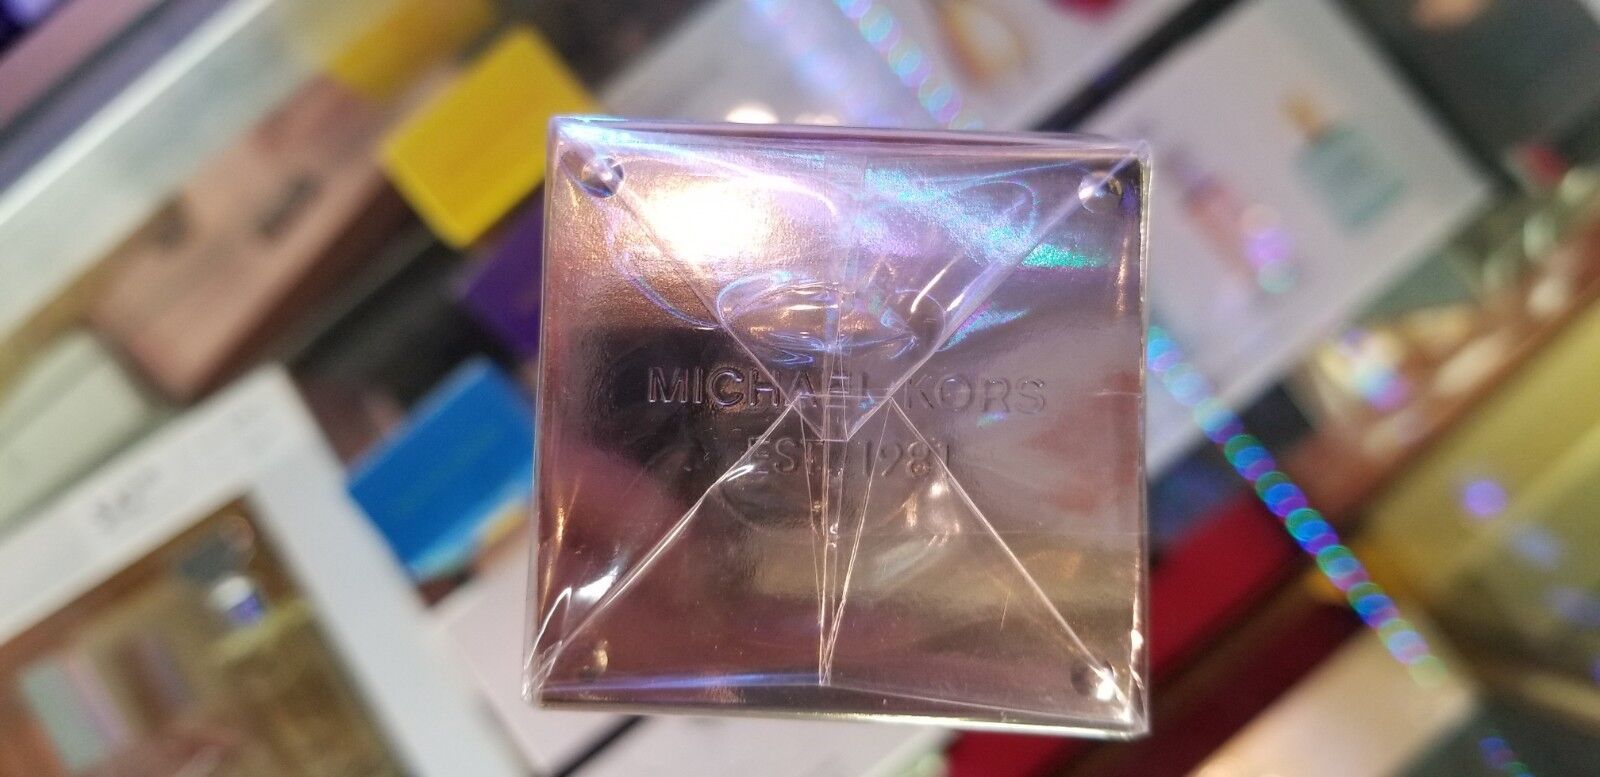 MICHAEL KORS
EST. 1981